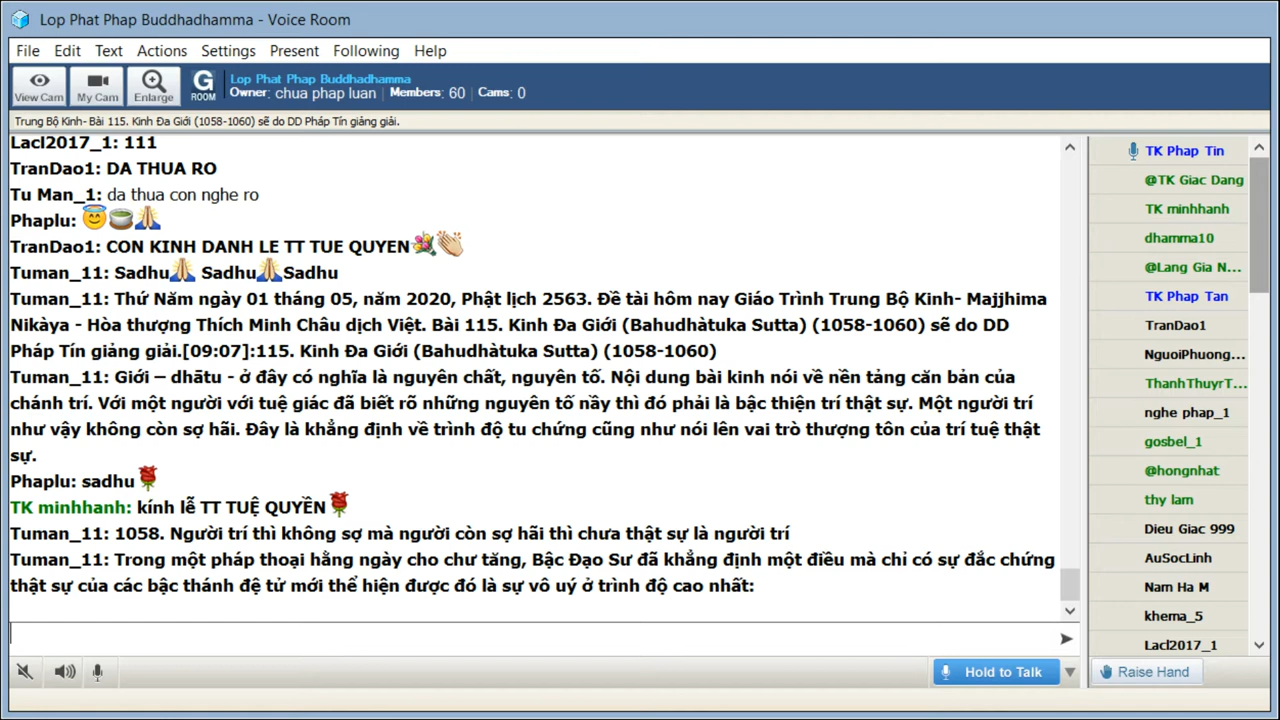 Lop Phat Phap Buddhadhamma - Voice Room
File Edit Text Actions Settings Present Following Help
View Cam My Cam Enlarge G ROOM
Lop Phat Phap Buddhadhamma
Owner: chua phap luan | Members: 60 | Cams: 0
Trung Bộ Kinh- Bài 115. Kinh Đa Giới (1058-1060) sẽ do DD Pháp Tín giảng giải.
Lacl2017_1: 111
TranDao1: DA THUA RO
Tu Man_1: da thua con nghe ro
Phaplu: 😇🍵🙏
TranDao1: CON KINH DANH LE TT TUE QUYEN💐👏
Tuman_11: Sadhu🙏 Sadhu🙏Sadhu
Tuman_11: Thứ Năm ngày 01 tháng 05, năm 2020, Phật lịch 2563. Đề tài hôm nay Giáo Trình Trung Bộ Kinh- Majjhima
Nikàya - Hòa thượng Thích Minh Châu dịch Việt. Bài 115. Kinh Đa Giới (Bahudhàtuka Sutta) (1058-1060) sẽ do DD
Pháp Tín giảng giải.[09:07]:115. Kinh Đa Giới (Bahudhàtuka Sutta) (1058-1060)
Tuman_11: Giới – dhātu - ở đây có nghĩa là nguyên chất, nguyên tố. Nội dung bài kinh nói về nền tảng căn bản của
chánh trí. Với một người với tuệ giác đã biết rõ những nguyên tố nầy thì đó phải là bậc thiện trí thật sự. Một người trí
như vậy không còn sợ hãi. Đây là khẳng định về trình độ tu chứng cũng như nói lên vai trò thượng tôn của trí tuệ thật
sự.
Phaplu: sadhu🌹
TK minhhanh: kính lễ TT TUỆ QUYỀN🌹
Tuman_11: 1058. Người trí thì không sợ mà người còn sợ hãi thì chưa thật sự là người trí
Tuman_11: Trong một pháp thoại hằng ngày cho chư tăng, Bậc Đạo Sư đã khẳng định một điều mà chỉ có sự đắc chứng
thật sự của các bậc thánh đệ tử mới thể hiện được đó là sự vô uý ở trình độ cao nhất:
TK Phap Tin
@TK Giac Dang
TK minhhanh
dhamma10
@Lang Gia N...
TK Phap Tan
TranDao1
NguoiPhuong...
ThanhThuyrT...
nghe phap_1
gosbel_1
@hongnhat
thy lam
Dieu Giac 999
AuSocLinh
Nam Ha M
khema_5
Lacl2017_1
Hold to Talk
Raise Hand